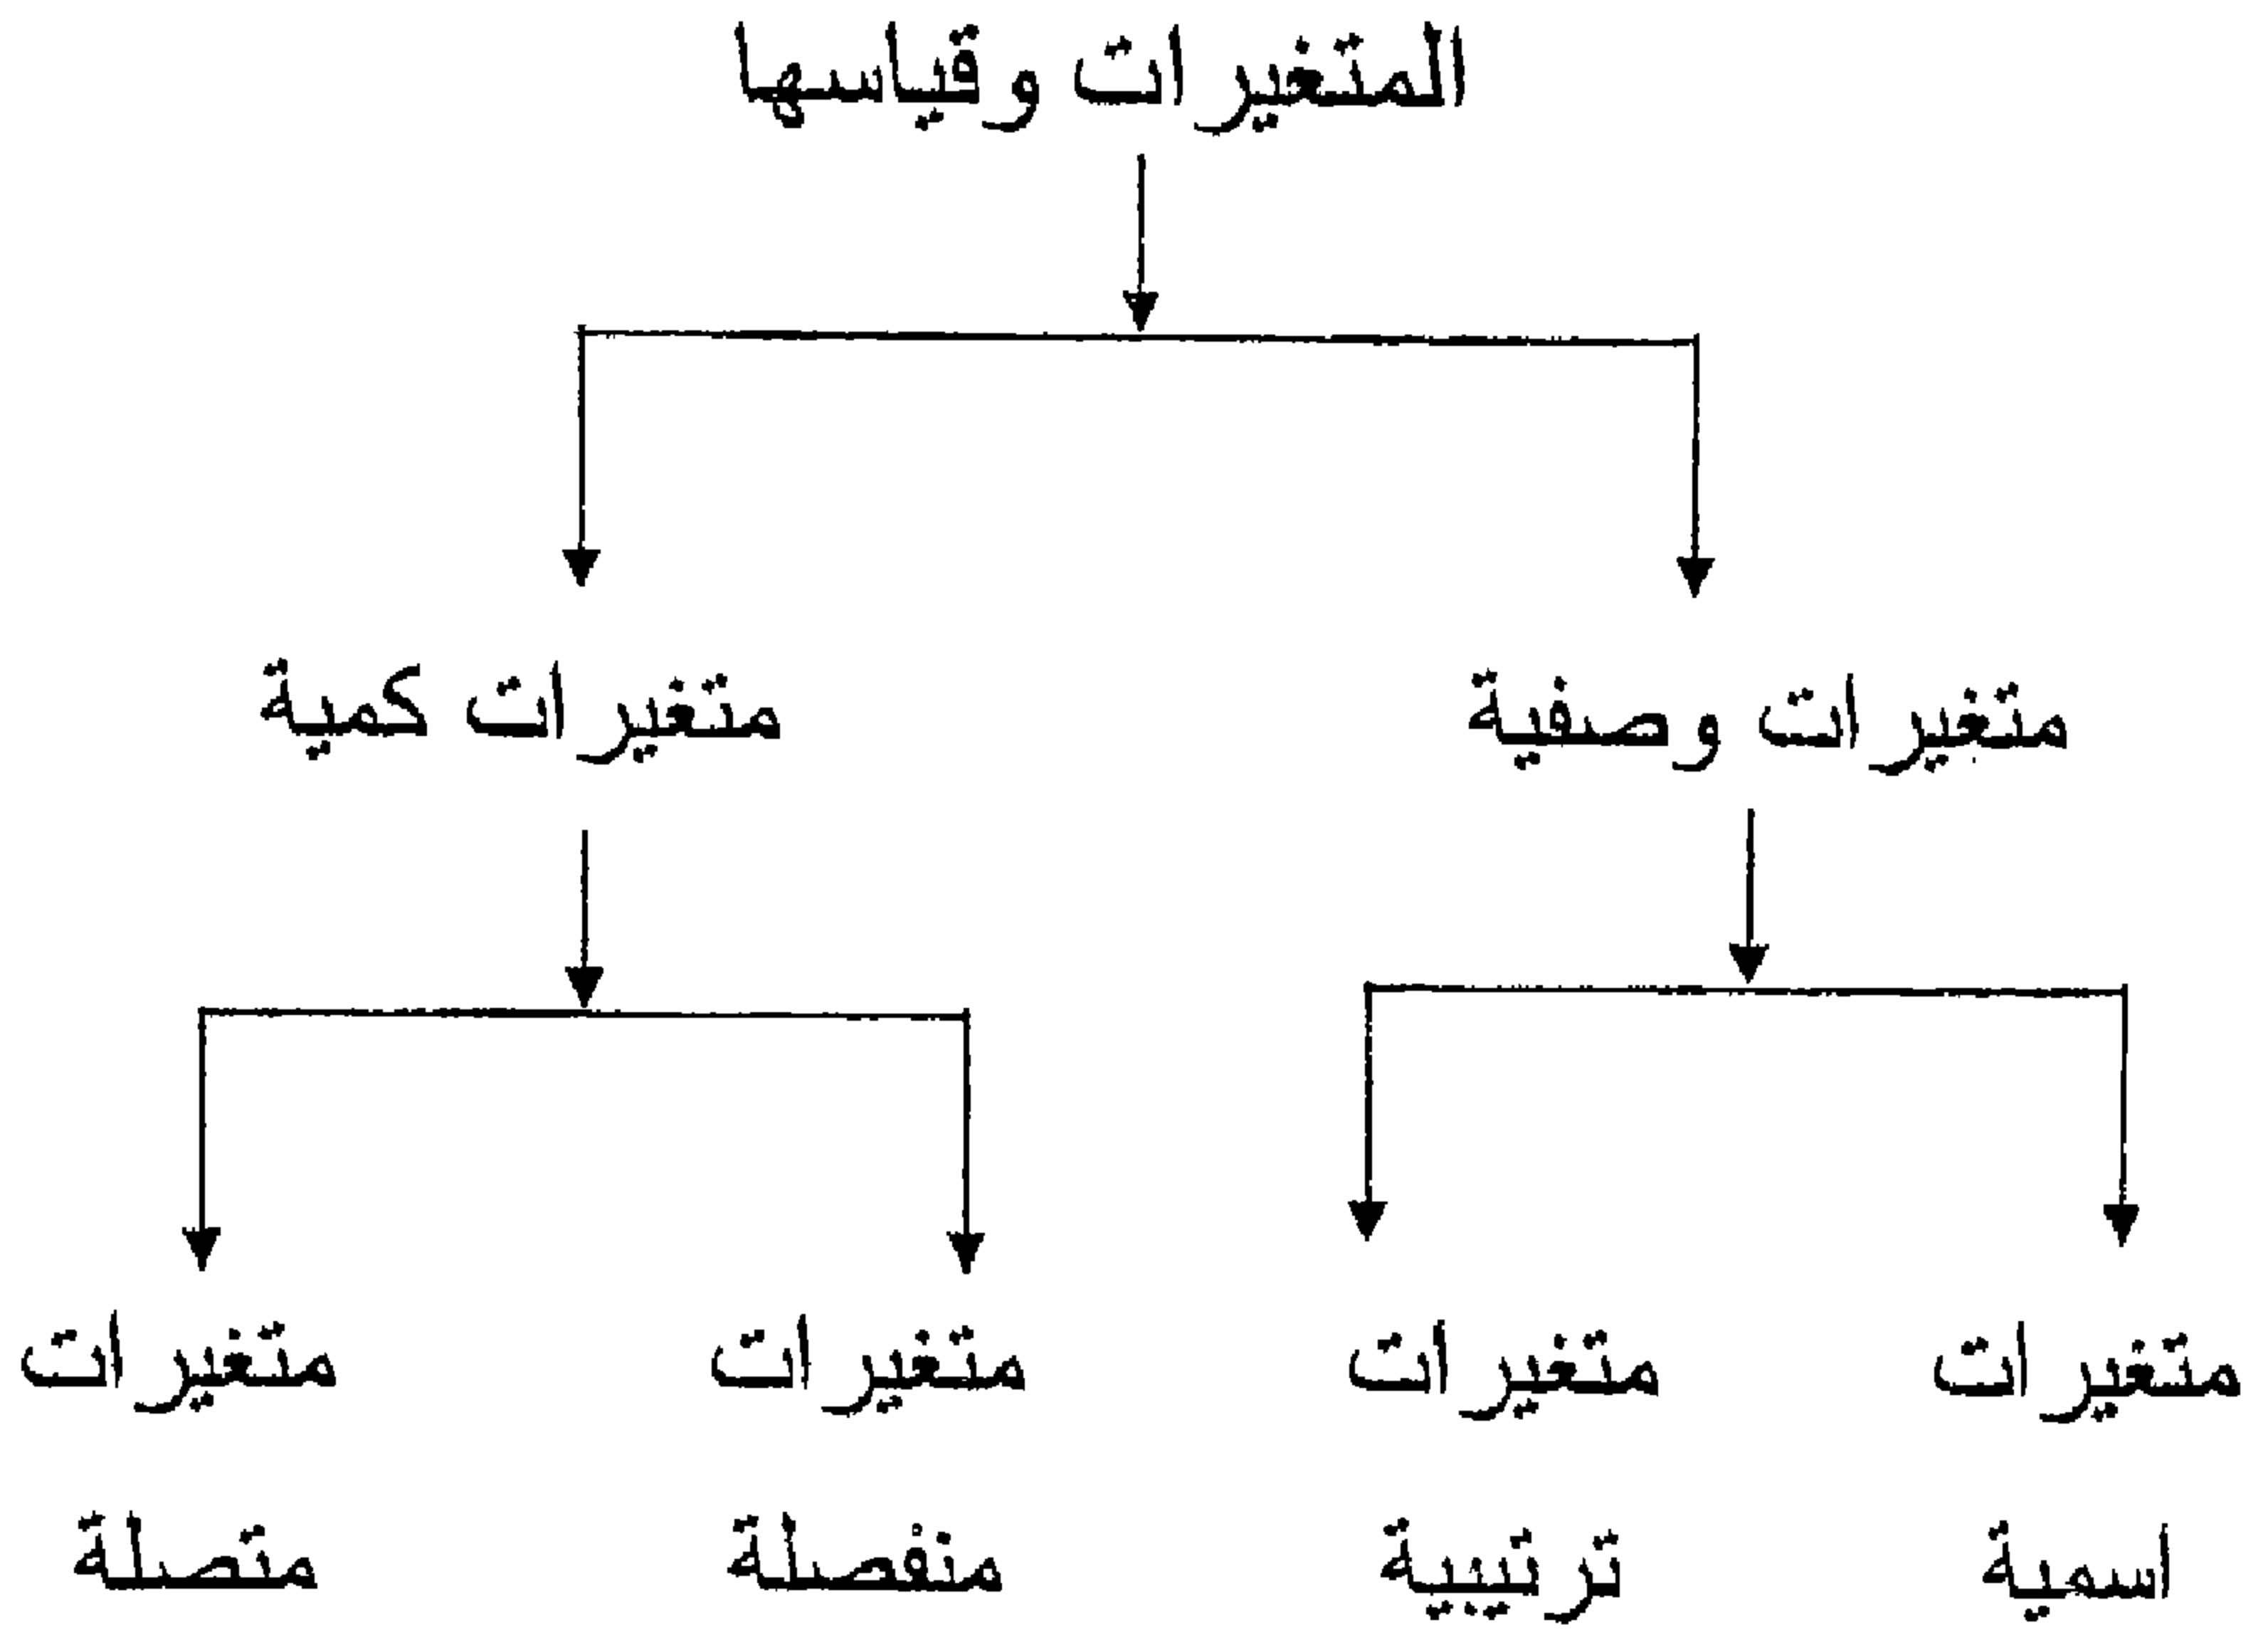 المتغيرات وقياسها
متغيرات وصفية
متغيرات كمية
متغيرات
اسمية
متغيرات
ترتيبية
متغيرات
منفصلة
متغيرات
متصلة